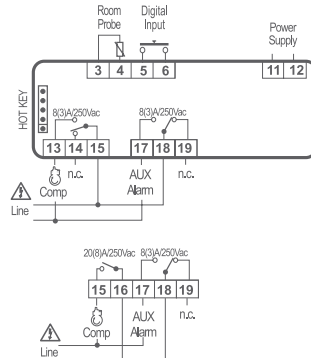 Room Probe
Digital Input
Power Supply
3 4 5 6 11 12
HOT KEY
8(3)A/250Vac 8(3)A/250Vac
13 14 15 17 18 19
Comp
n.c.
AUX Alarm
n.c.
Line
20(8)A/250Vac 8(3)A/250Vac
15 16 17 18 19
Comp
AUX Alarm
n.c.
Line